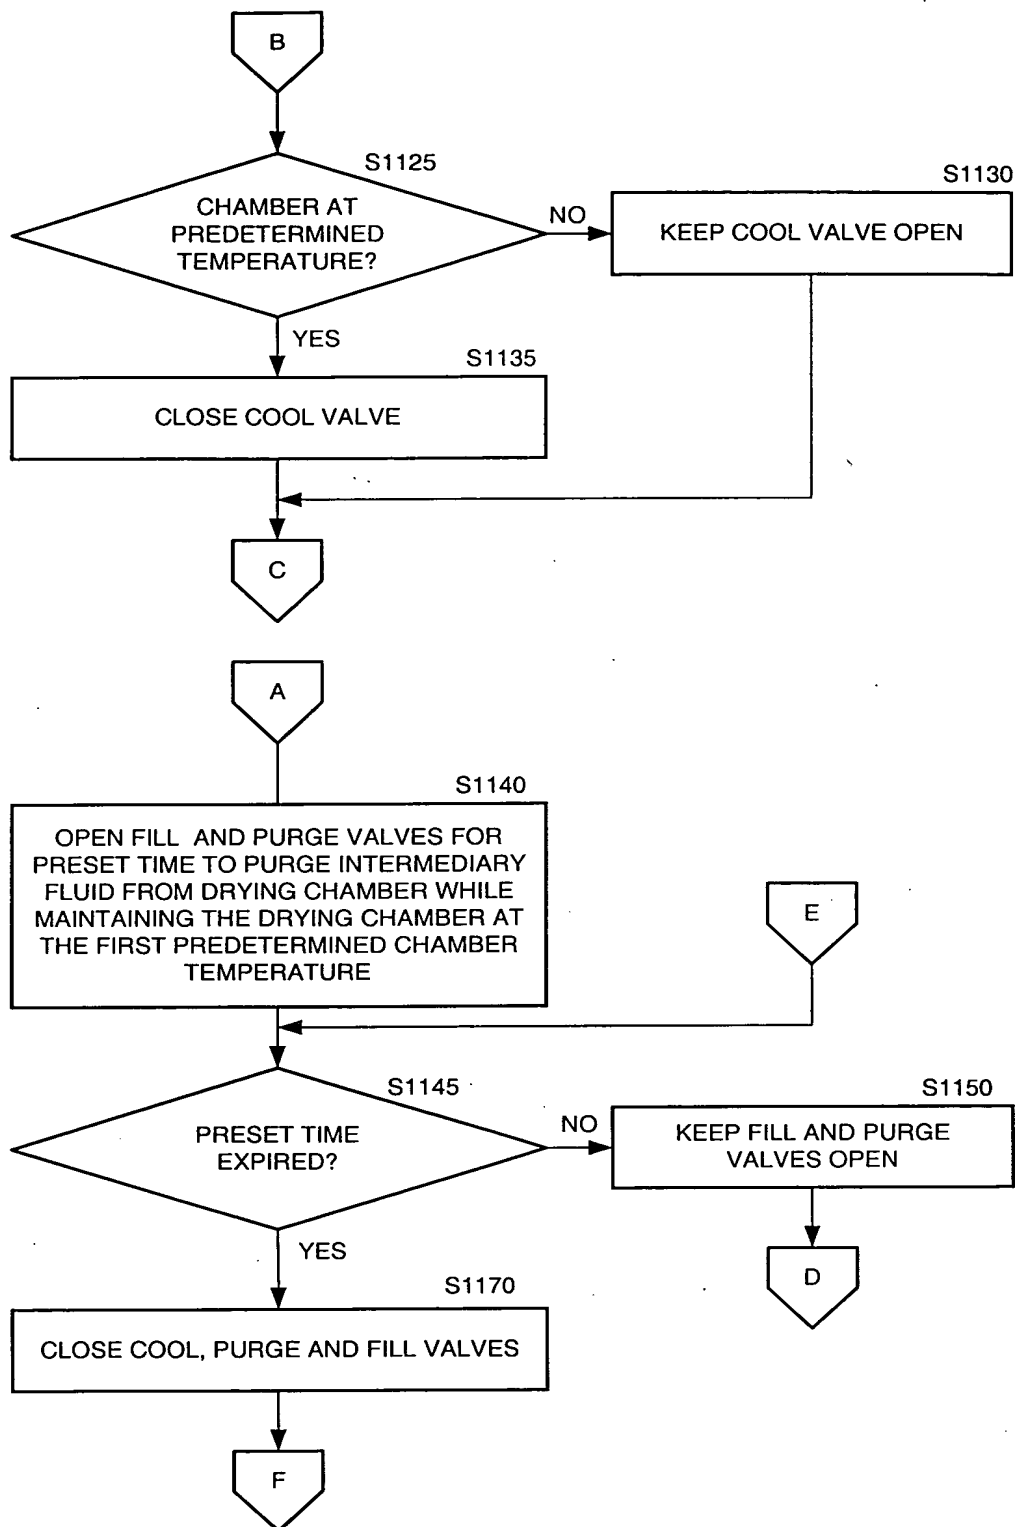 B
S1125
CHAMBER AT
PREDETERMINED
TEMPERATURE?
NO
S1130
KEEP COOL VALVE OPEN
YES
S1135
CLOSE COOL VALVE
C
A
S1140
OPEN FILL AND PURGE VALVES FOR
PRESET TIME TO PURGE INTERMEDIARY
FLUID FROM DRYING CHAMBER WHILE
MAINTAINING THE DRYING CHAMBER AT
THE FIRST PREDETERMINED CHAMBER
TEMPERATURE
E
S1145
PRESET TIME
EXPIRED?
NO
S1150
KEEP FILL AND PURGE
VALVES OPEN
YES
D
S1170
CLOSE COOL, PURGE AND FILL VALVES
F